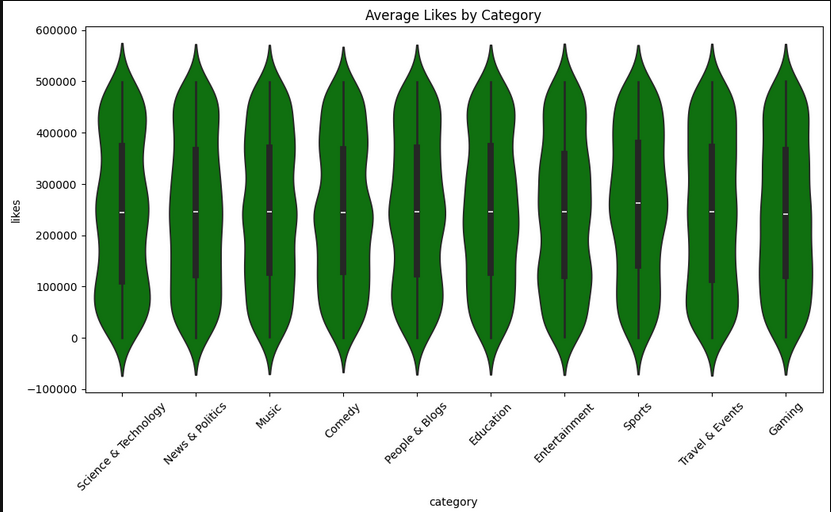 Average Likes by Category
600000
500000
400000
300000
200000
100000
0
−100000
likes
Science & Technology
News & Politics
Music
Comedy
People & Blogs
Education
Entertainment
Sports
Travel & Events
Gaming
category